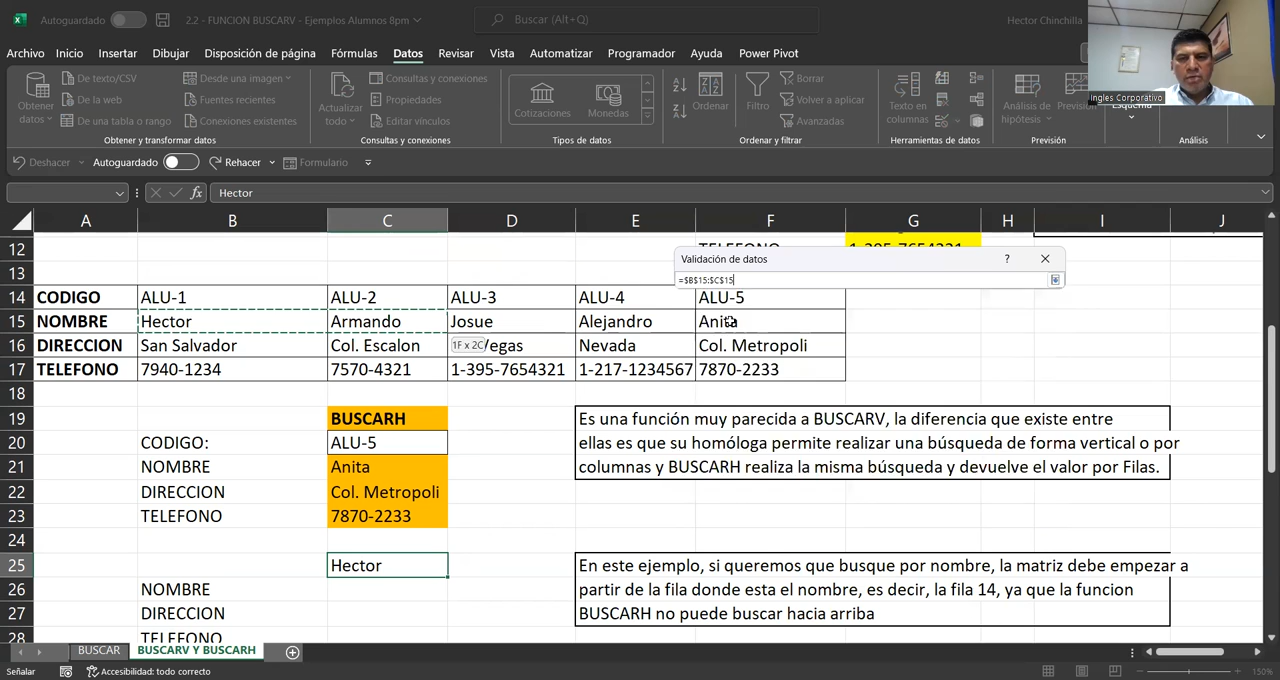 Autoguardado
2.2 - FUNCION BUSCARV - Ejemplos Alumnos 8pm
Buscar (Alt+Q)
Hector Chinchilla
Archivo Inicio Insertar Dibujar Disposición de página Fórmulas Datos Revisar Vista Automatizar Programador Ayuda Power Pivot
Obtener datos
De texto/CSV
De la web
De una tabla o rango
Desde una imagen
Fuentes recientes
Conexiones existentes
Obtener y transformar datos
Actualizar todo
Consultas y conexiones
Propiedades
Editar vínculos
Consultas y conexiones
Cotizaciones Monedas
Tipos de datos
Ordenar
Filtro
Borrar
Volver a aplicar
Avanzadas
Ordenar y filtrar
Texto en columnas
Herramientas de datos
Análisis de hipótesis
Previsión
Análisis
Ingles Corporativo
Deshacer Autoguardado Rehacer Formulario
fx Hector
A B C D E F G H I J
12 TELEFONO 1-395-7654321
13
14 CODIGO ALU-1 ALU-2 ALU-3 ALU-4 ALU-5
15 NOMBRE Hector Armando Josue Alejandro Anita
16 DIRECCION San Salvador Col. Escalon Vegas Nevada Col. Metropoli
17 TELEFONO 7940-1234 7570-4321 1-395-7654321 1-217-1234567 7870-2233
Validación de datos ?
=$B$15:$C$15
1F x 2C
18
19 BUSCARH Es una función muy parecida a BUSCARV, la diferencia que existe entre
20 CODIGO: ALU-5 ellas es que su homóloga permite realizar una búsqueda de forma vertical o por
21 NOMBRE Anita columnas y BUSCARH realiza la misma búsqueda y devuelve el valor por Filas.
22 DIRECCION Col. Metropoli
23 TELEFONO 7870-2233
24
25 Hector En este ejemplo, si queremos que busque por nombre, la matriz debe empezar a
26 NOMBRE partir de la fila donde esta el nombre, es decir, la fila 14, ya que la funcion
27 DIRECCION BUSCARH no puede buscar hacia arriba
28 TELEFONO
BUSCAR BUSCARV Y BUSCARH
Señalar Accesibilidad: todo correcto 150%